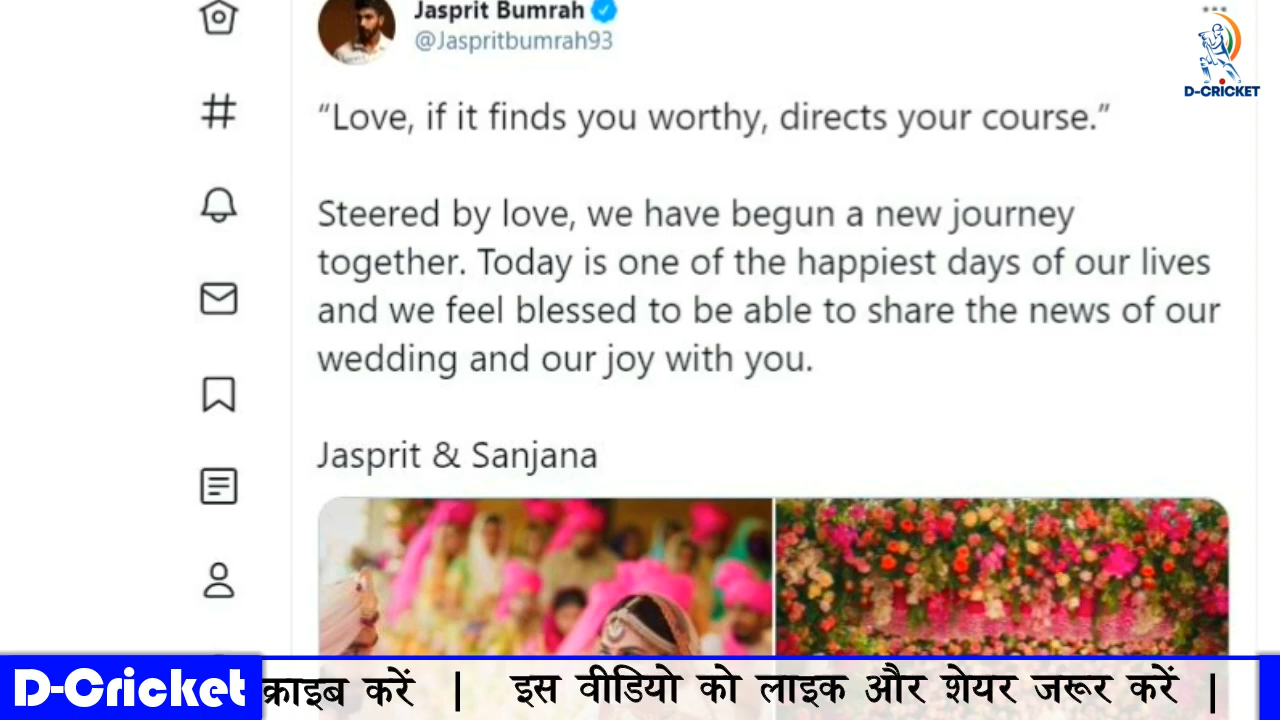 Jasprit Bumrah
@Jaspritbumrah93
D-CRICKET
“Love, if it finds you worthy, directs your course.”
Steered by love, we have begun a new journey
together. Today is one of the happiest days of our lives
and we feel blessed to be able to share the news of our
wedding and our joy with you.
Jasprit & Sanjana
D-Cricket क्राइब करें | इस वीडियो को लाइक और शेयर जरूर करें |